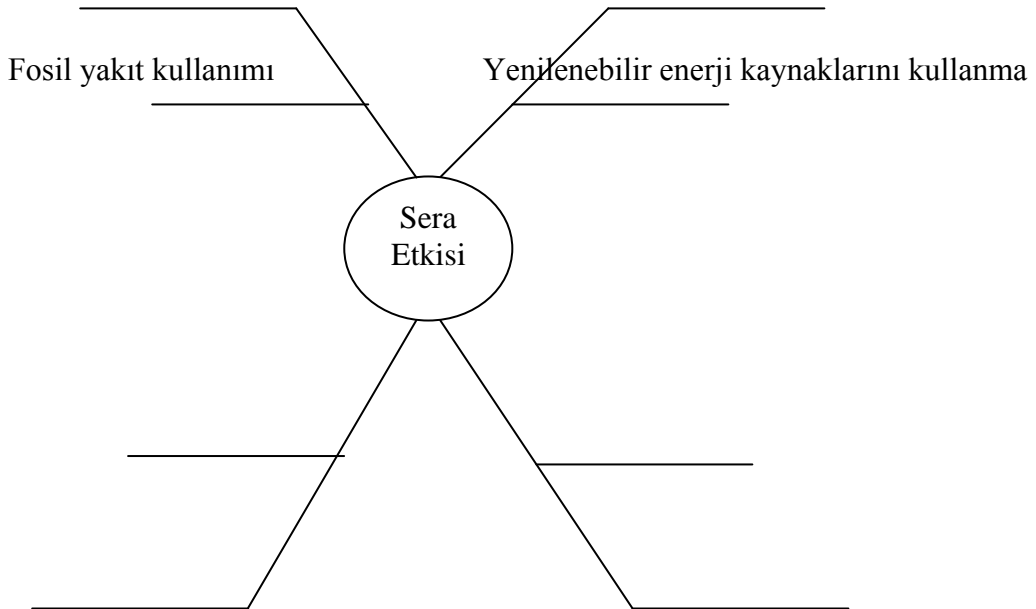 Fosil yakıt kullanımı
Yenilenebilir enerji kaynaklarını kullanma
Sera
Etkisi